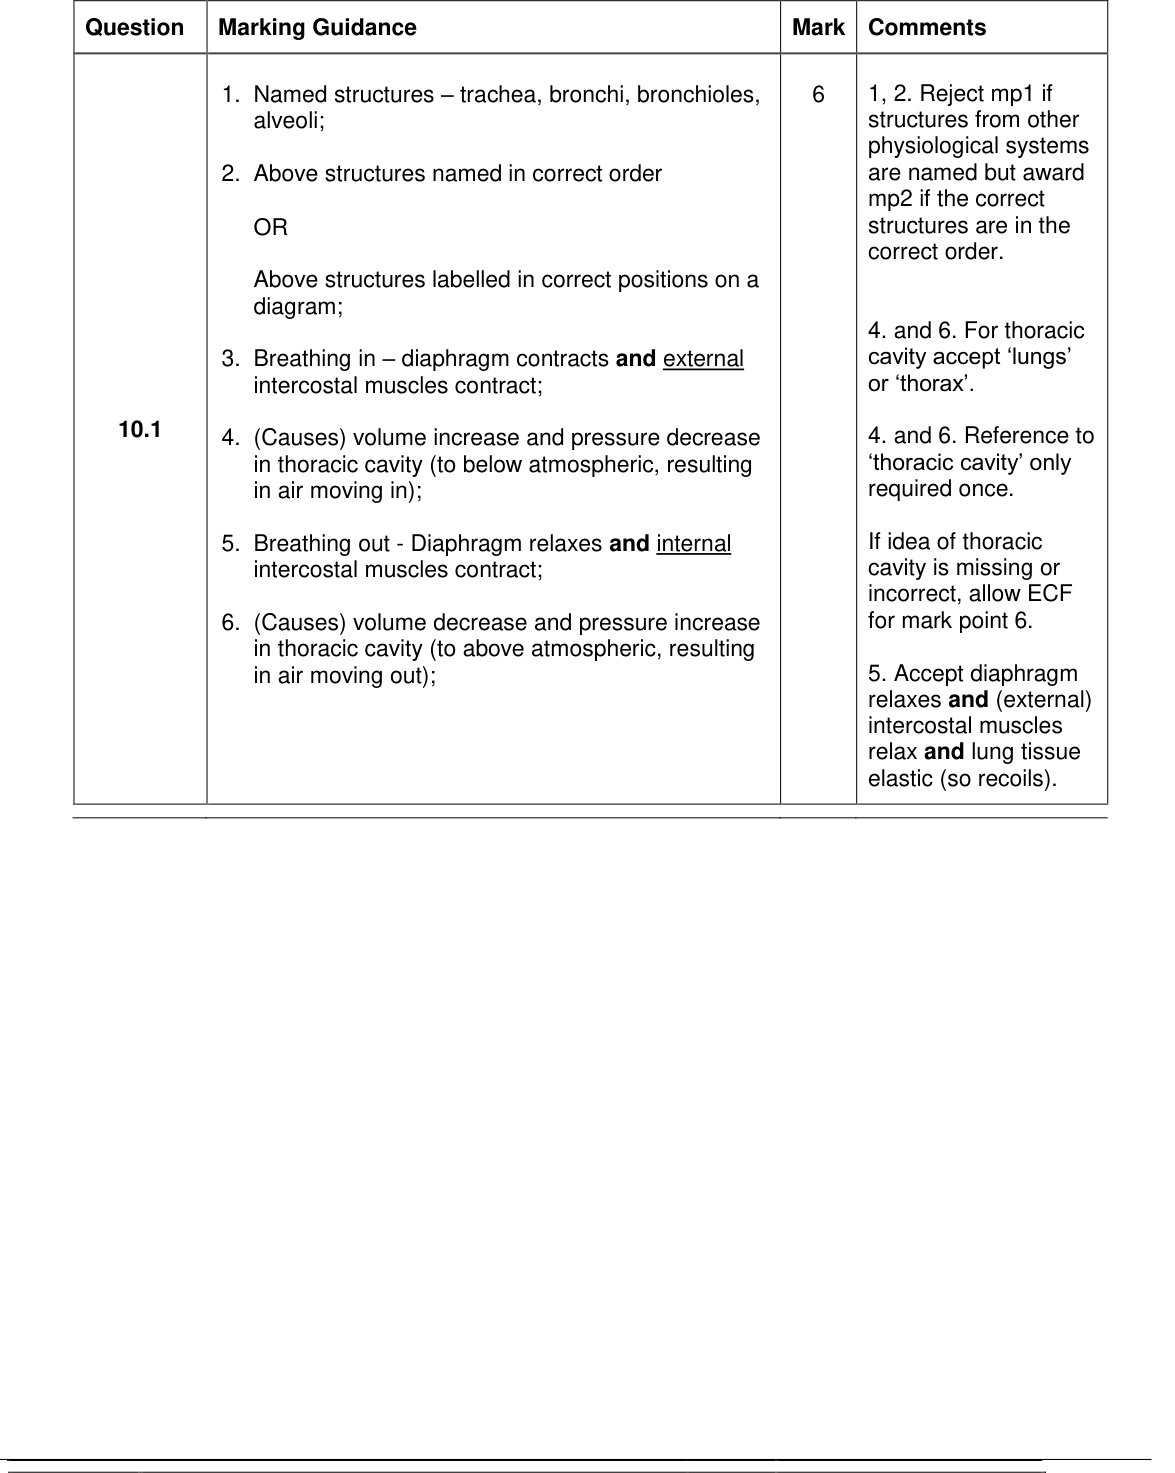 Question Marking Guidance Mark Comments
10.1
1. Named structures – trachea, bronchi, bronchioles,
alveoli;
2. Above structures named in correct order
OR
Above structures labelled in correct positions on a
diagram;
3. Breathing in – diaphragm contracts and external
intercostal muscles contract;
4. (Causes) volume increase and pressure decrease
in thoracic cavity (to below atmospheric, resulting
in air moving in);
5. Breathing out - Diaphragm relaxes and internal
intercostal muscles contract;
6. (Causes) volume decrease and pressure increase
in thoracic cavity (to above atmospheric, resulting
in air moving out);
6
1, 2. Reject mp1 if
structures from other
physiological systems
are named but award
mp2 if the correct
structures are in the
correct order.
4. and 6. For thoracic
cavity accept ‘lungs’
or ‘thorax’.
4. and 6. Reference to
‘thoracic cavity’ only
required once.
If idea of thoracic
cavity is missing or
incorrect, allow ECF
for mark point 6.
5. Accept diaphragm
relaxes and (external)
intercostal muscles
relax and lung tissue
elastic (so recoils).